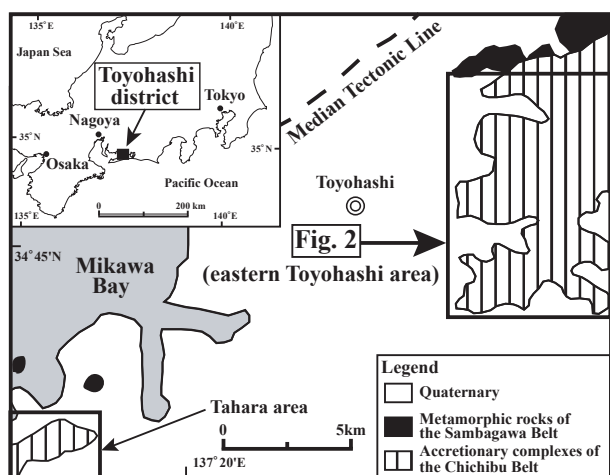 135˚E
140˚E
Japan Sea
Toyohashi
district
Tokyo
Nagoya
35˚N
35˚N
Osaka
Pacific Ocean
135˚E
0
200 km
140˚E
Median Tectonic Line
Toyohashi
Fig. 2
(eastern Toyohashi area)
34˚45'N
Mikawa
Bay
Legend
Quaternary
Metamorphic rocks of
the Sambagawa Belt
Accretionary complexes of
the Chichibu Belt
Tahara area
0
5km
137˚20'E